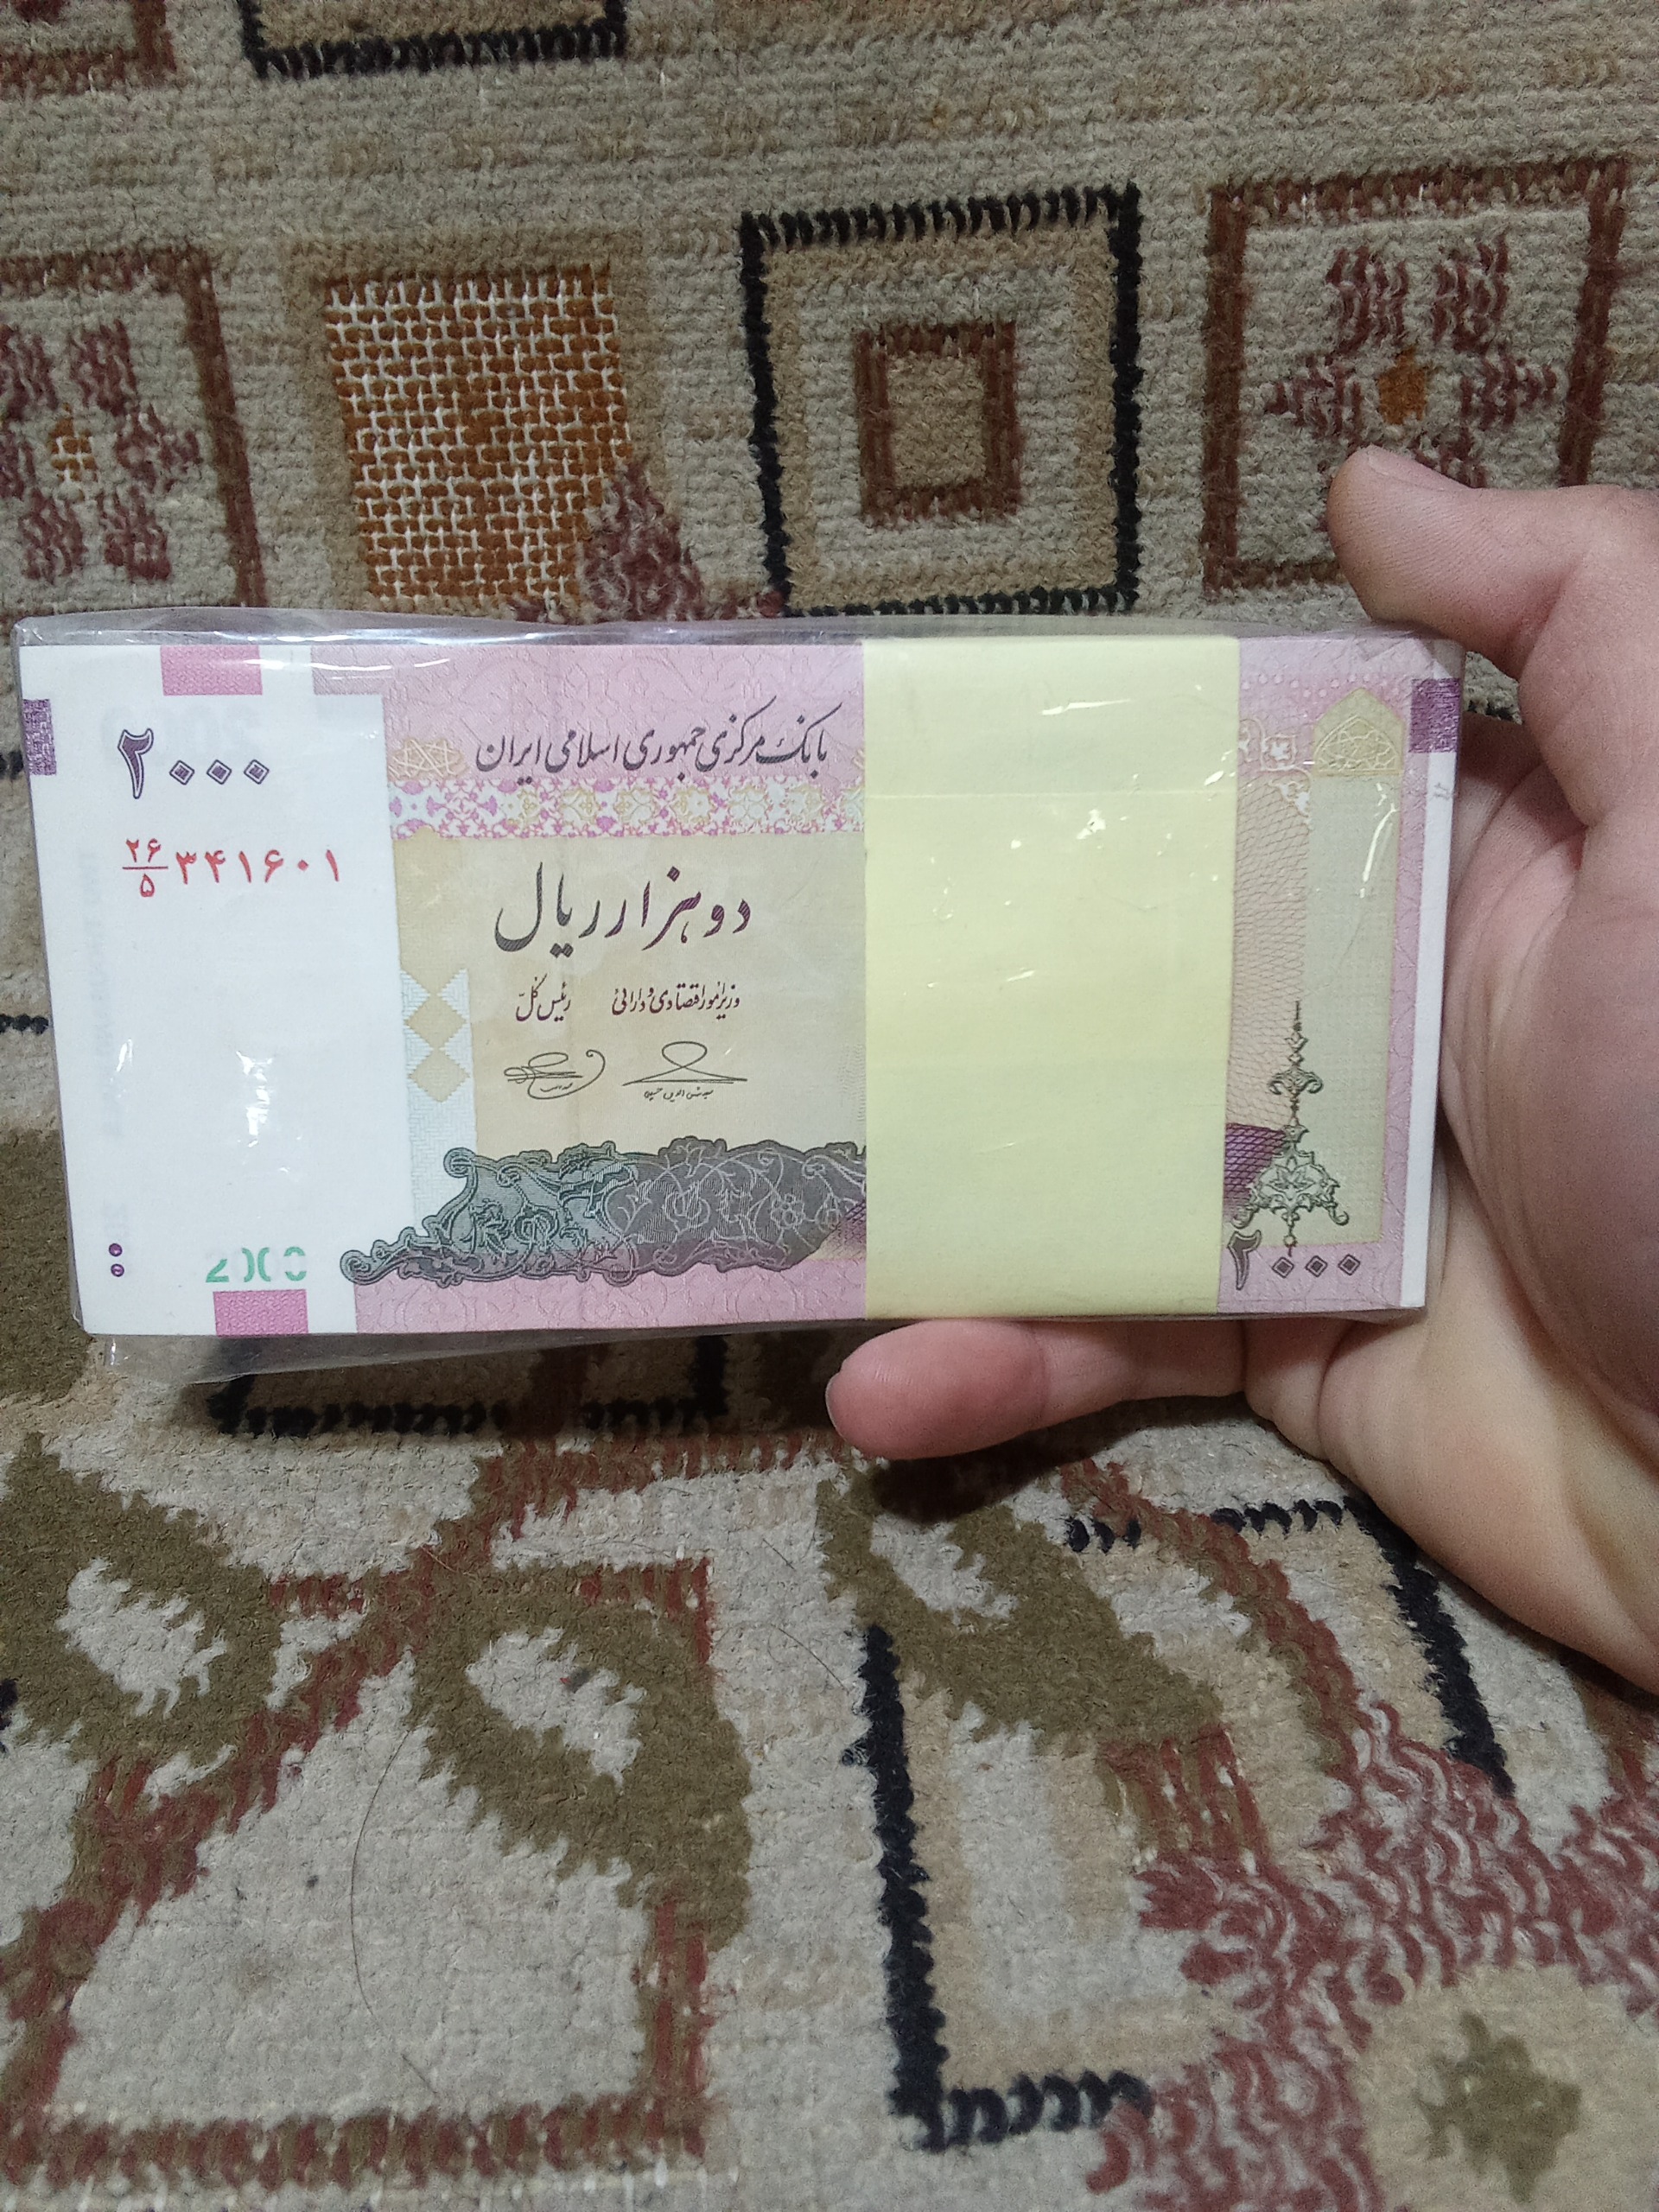 بانک مرکزی جمهوری اسلامی ایران
۲۰۰۰
۲۶/۵ ۳۴۱۶۰۱
دو هزار ریال
وزیر امور اقتصادی و دارائی رئیس کل
2000
۲۰۰۰